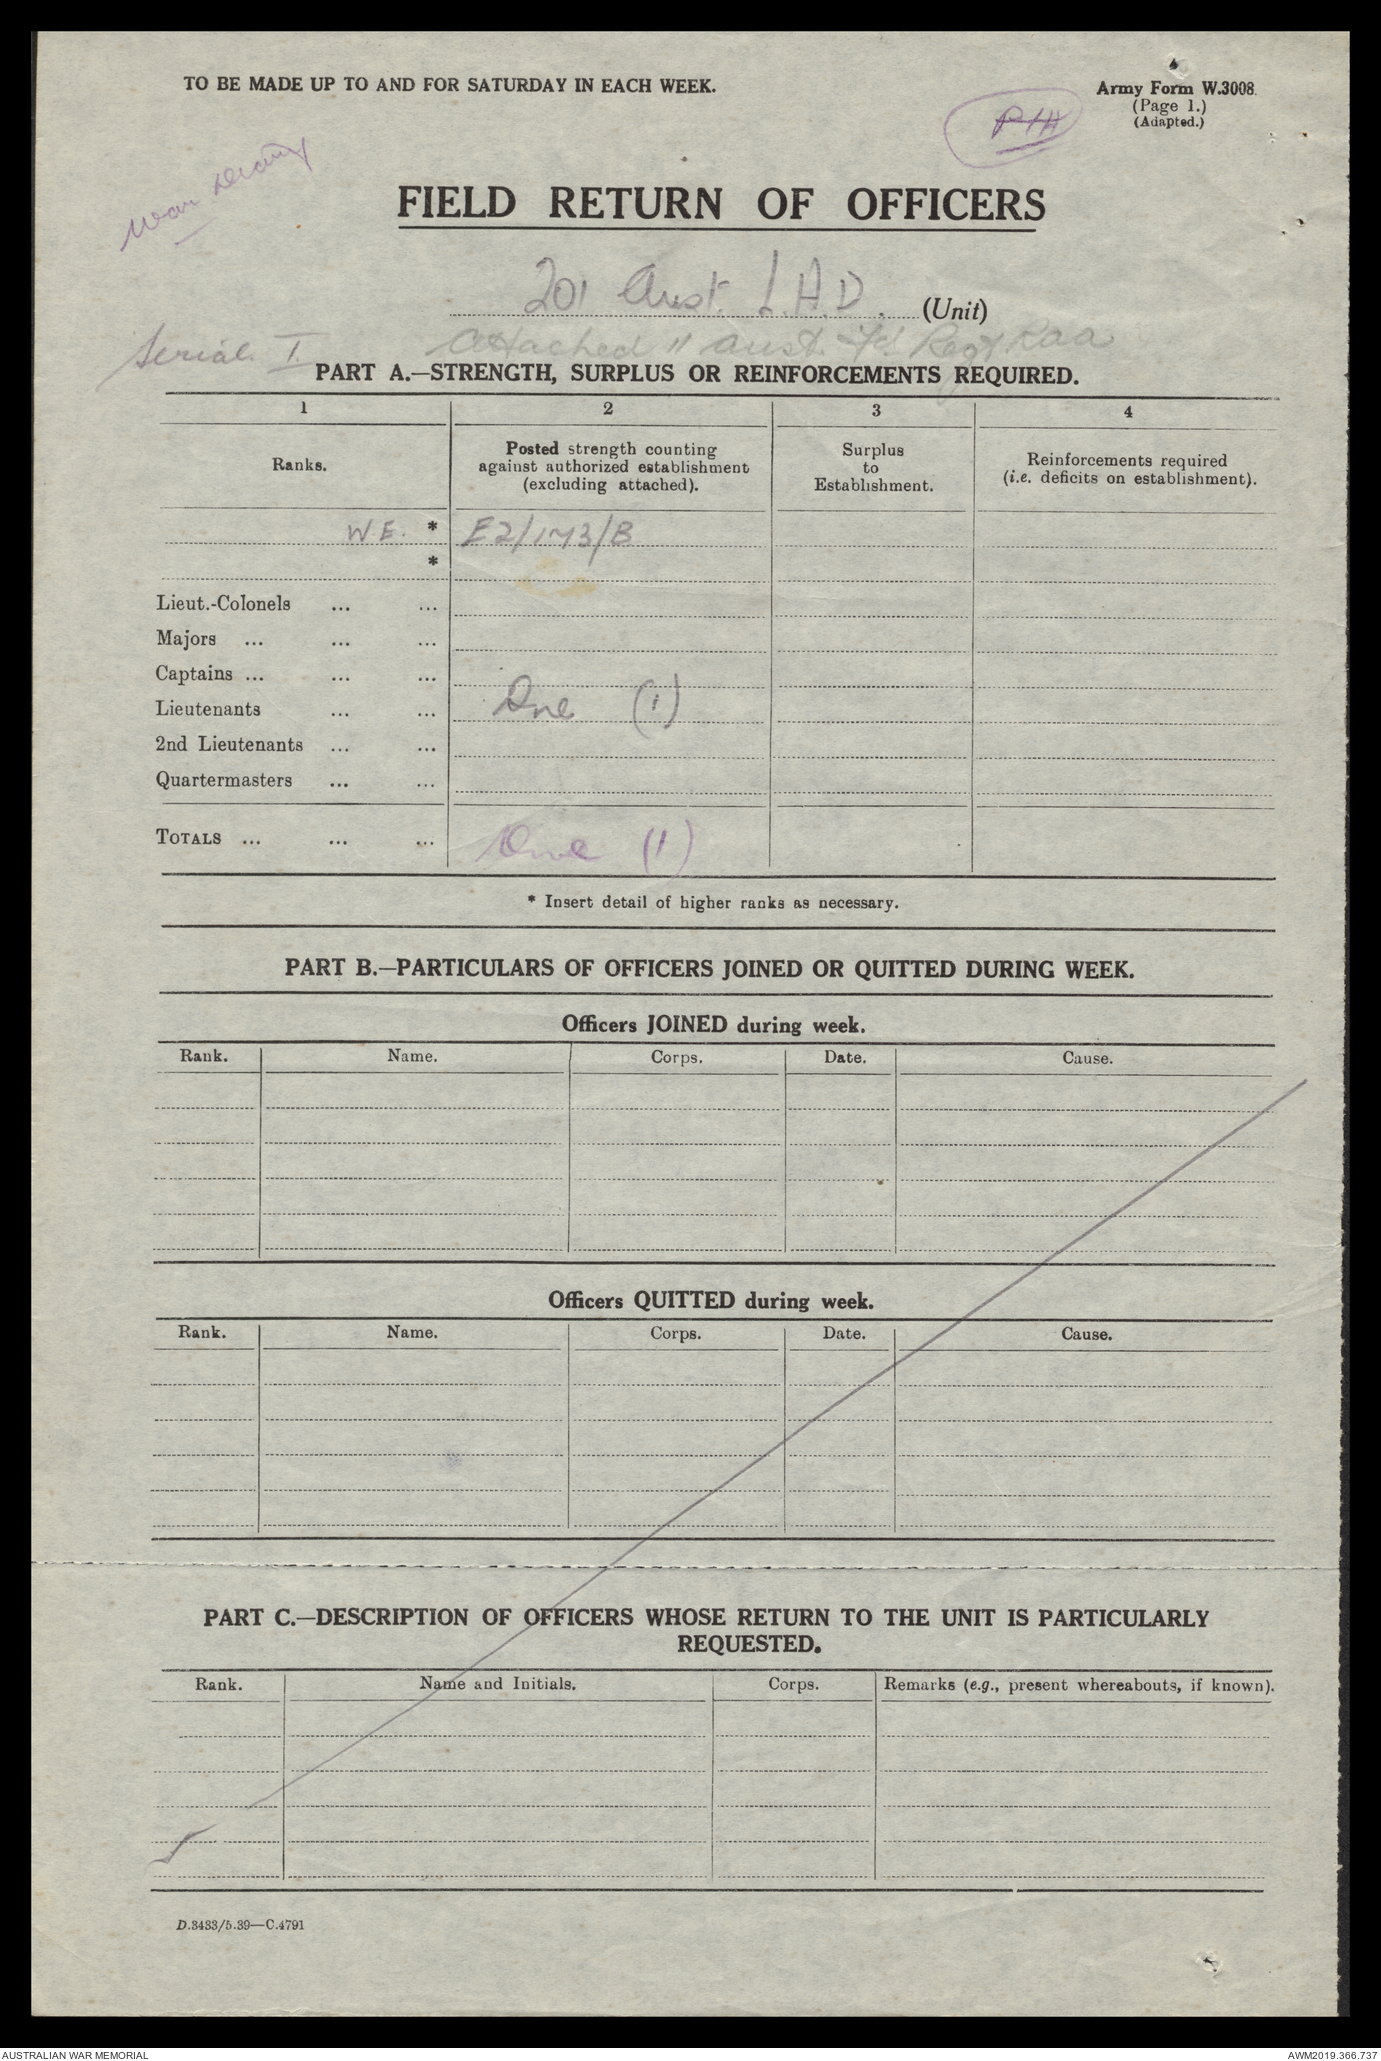 TO BE MADE UP TO AND FOR SATURDAY IN EACH WEEK.
Army Form W.3008.
(Page 1.)
(Adapted.)
War Diary
FIELD RETURN OF OFFICERS
201 Aust. L.A.D. (Unit)
Serial I. Attached 11 Aust. Fd. Regt RAA
PART A.—STRENGTH, SURPLUS OR REINFORCEMENTS REQUIRED.
1 2 3 4
Ranks.
Posted strength counting against authorized establishment (excluding attached).
Surplus to Establishment.
Reinforcements required (i.e. deficits on establishment).
W.E. * E2/173/B
*
Lieut.-Colonels ... ...
Majors ... ... ...
Captains ... ... ...
Lieutenants ... ... One (1)
2nd Lieutenants ... ...
Quartermasters ... ...
TOTALS ... ... ... One (1)
* Insert detail of higher ranks as necessary.
PART B.—PARTICULARS OF OFFICERS JOINED OR QUITTED DURING WEEK.
Officers JOINED during week.
Rank. Name. Corps. Date. Cause.
Officers QUITTED during week.
Rank. Name. Corps. Date. Cause.
PART C.—DESCRIPTION OF OFFICERS WHOSE RETURN TO THE UNIT IS PARTICULARLY
REQUESTED.
Rank. Name and Initials. Corps. Remarks (e.g., present whereabouts, if known).
D.3433/5.39—C.4791
AUSTRALIAN WAR MEMORIAL
AWM2019.366.737